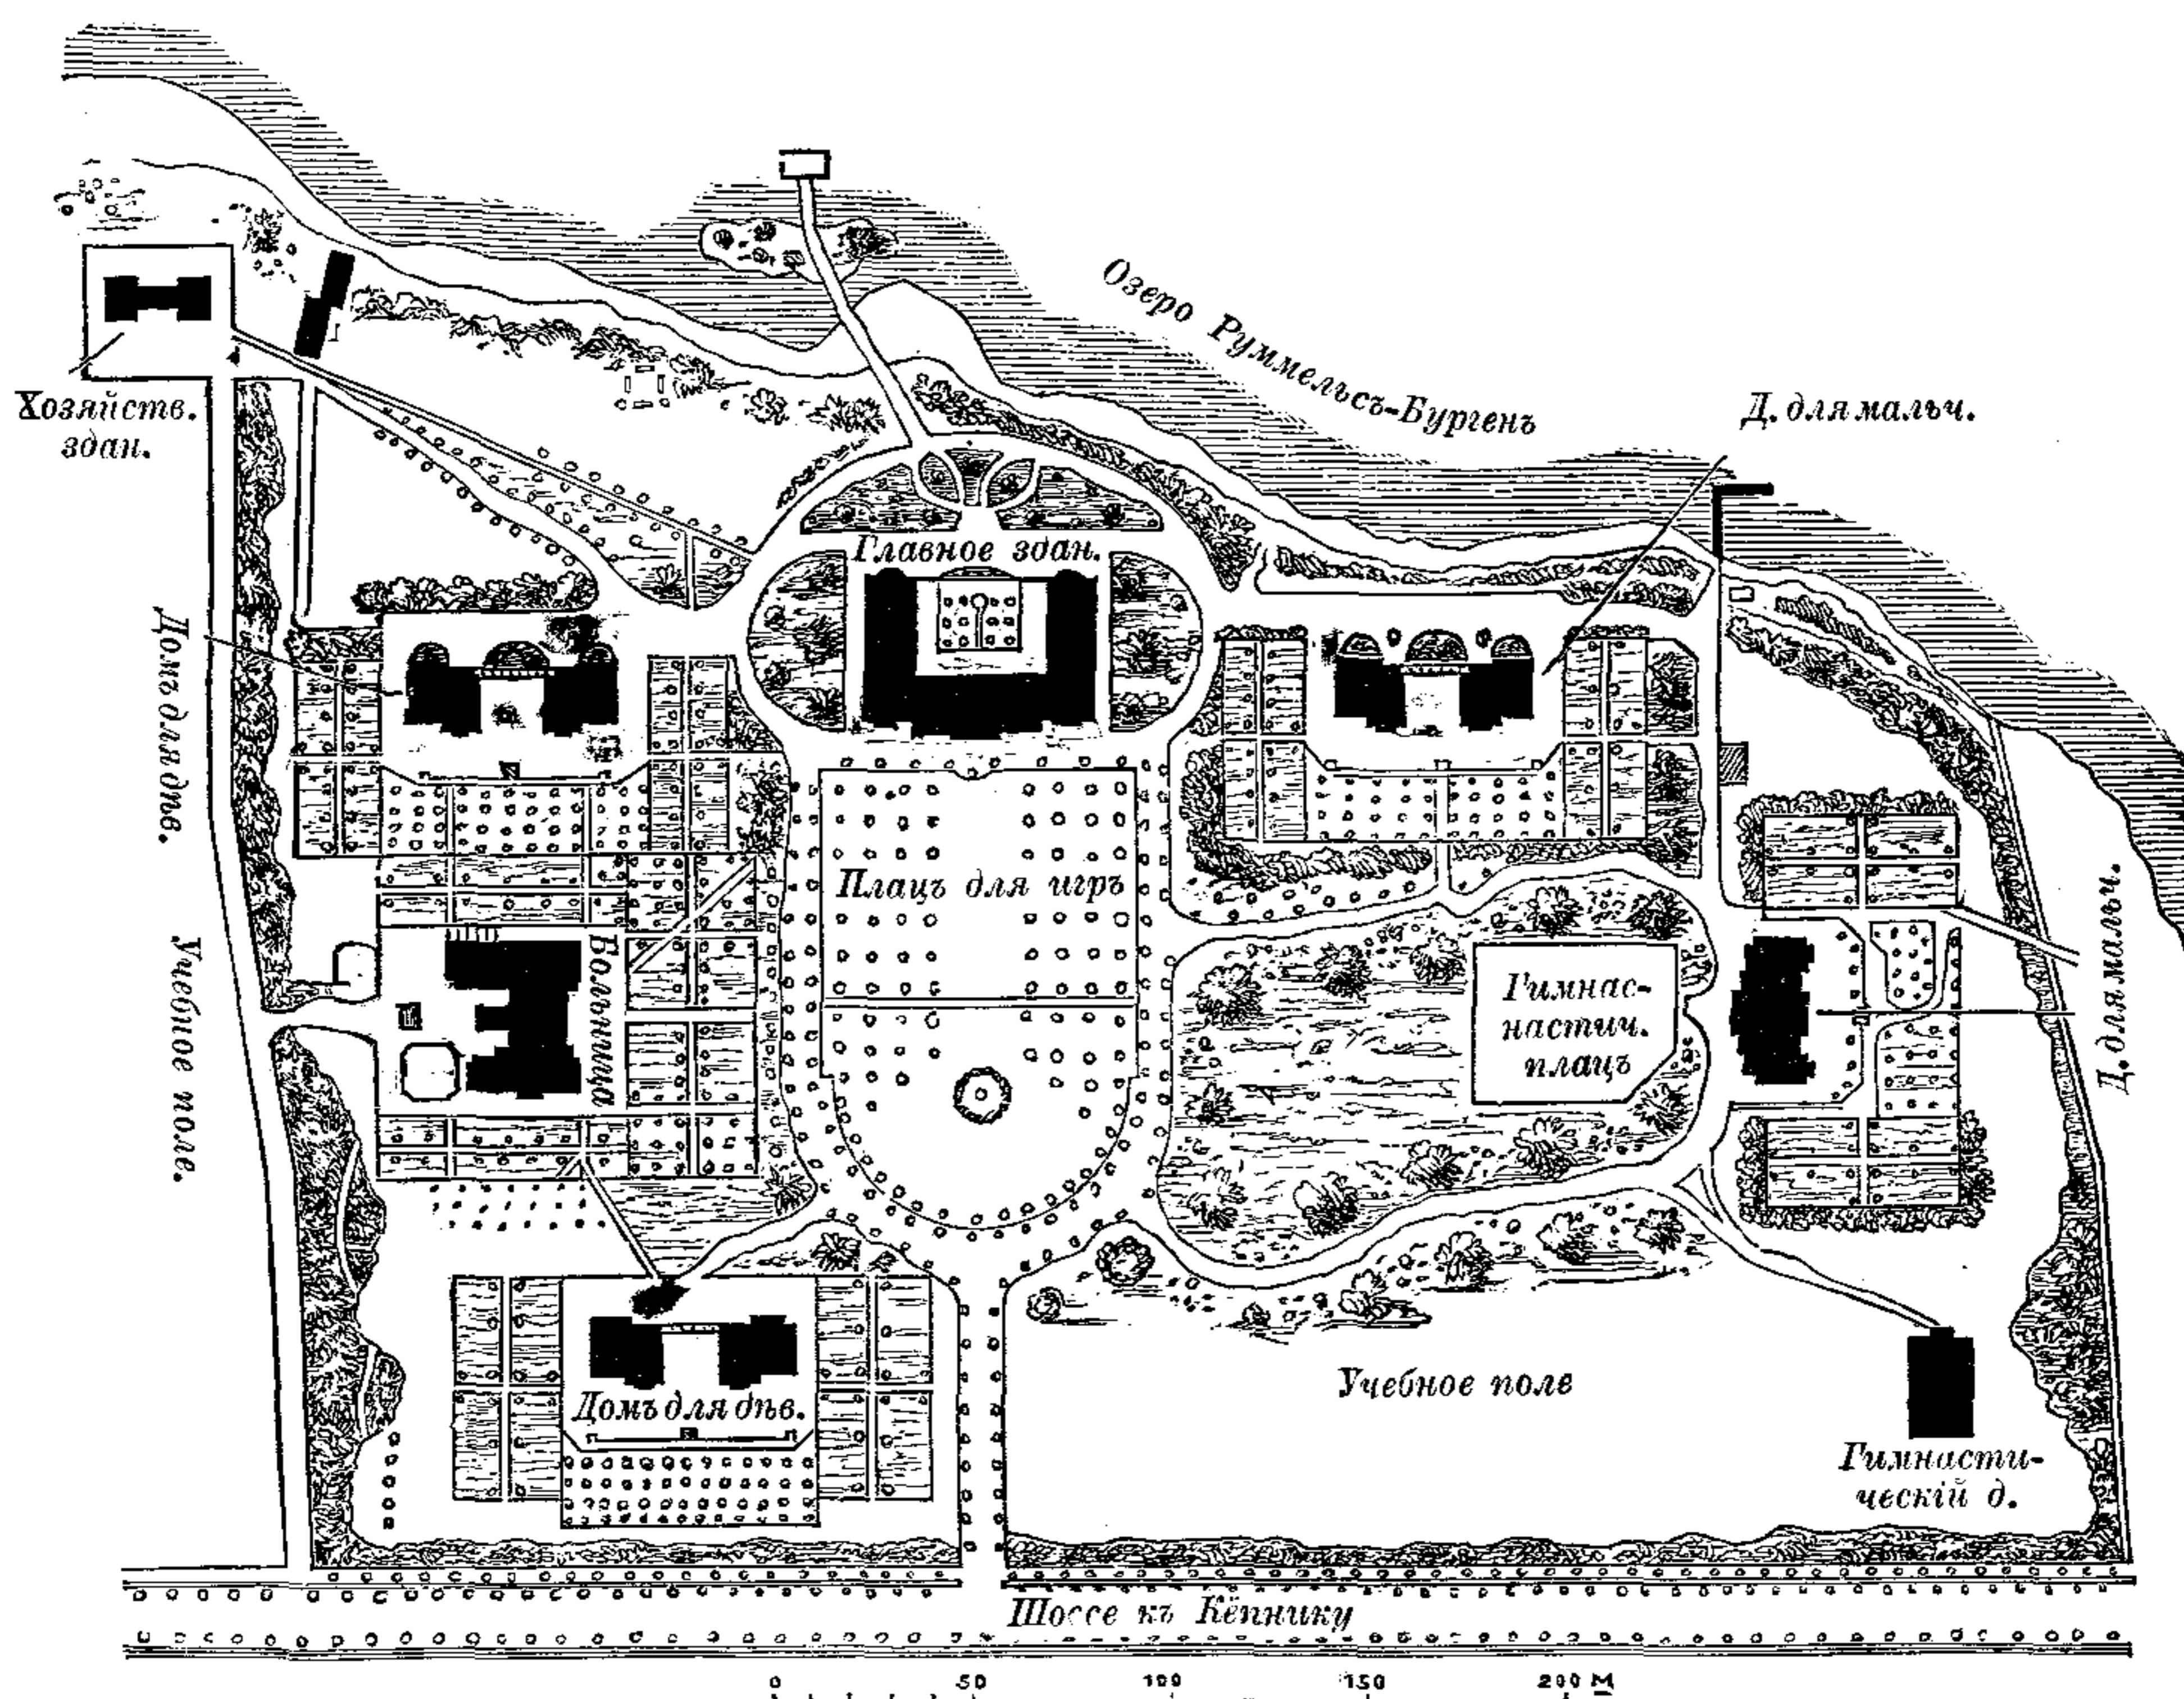 Озеро Руммельсъ-Бургенъ
Хозяйств.
здан.
Д. для мальч.
Главное здан.
Домъ для дѣв.
Плацъ для игръ
Учебное поле.
Больница
Гимнас-
настич.
плацъ
Д. для мальч.
Домъ для дѣв.
Учебное поле
Гимнасти-
ческій д.
Шоссе къ Кёпнику
0 50 100 150 200 М